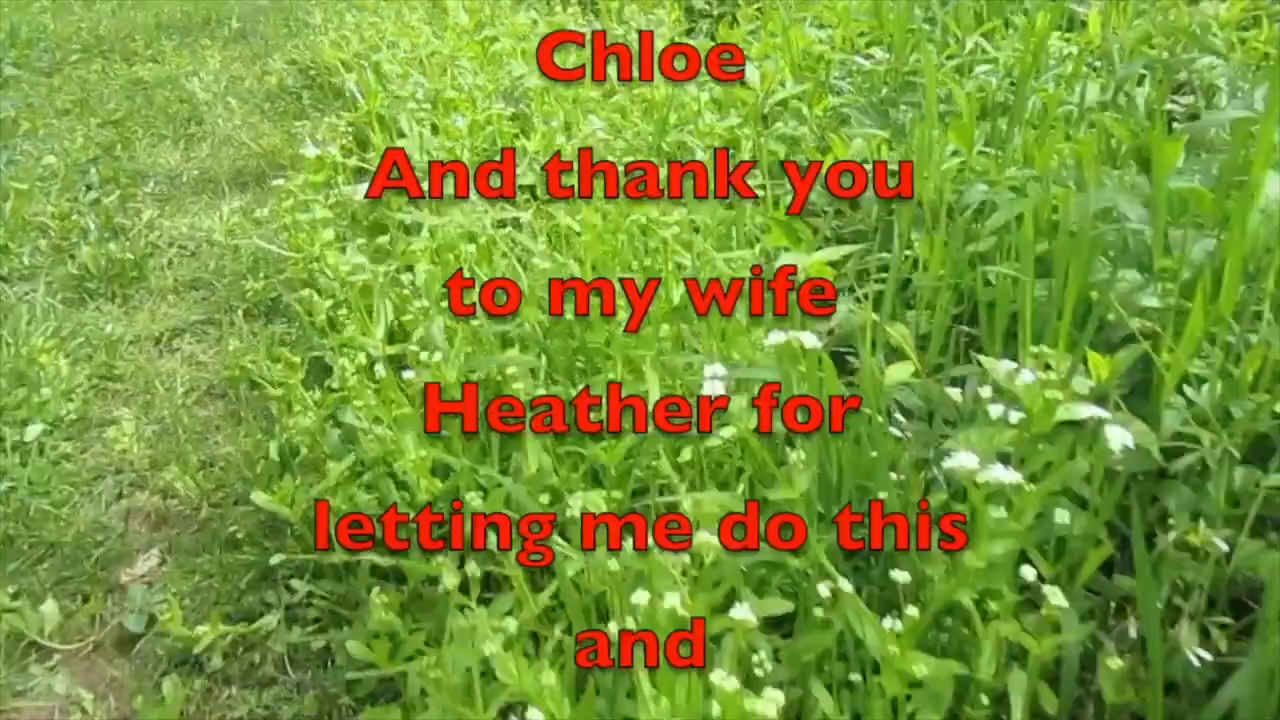 Chloe
And thank you
to my wife
Heather for
letting me do this
and